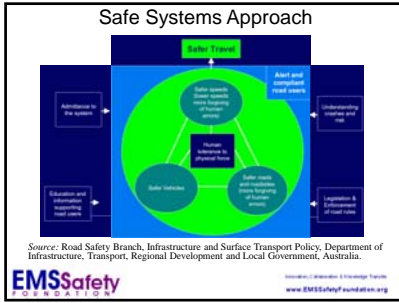 Safe Systems Approach
Safer Travel
Alert and
compliant
road users
Safer speeds
(lower speeds
more forgiving
of human
errors)
Admittance to
the system
Understanding
crashes and
risk
Human
tolerance to
physical force
Safer Vehicles
Safer roads
and roadsides
(more forgiving
of human
errors)
Education and
information
supporting
road users
Legislation &
Enforcement
of road rules
Source: Road Safety Branch, Infrastructure and Surface Transport Policy, Department of
Infrastructure, Transport, Regional Development and Local Government, Australia.
EMSSafety
FOUNDATION
Innovation, Collaboration & Knowledge Transfer
www.EMSSafetyFoundation.org